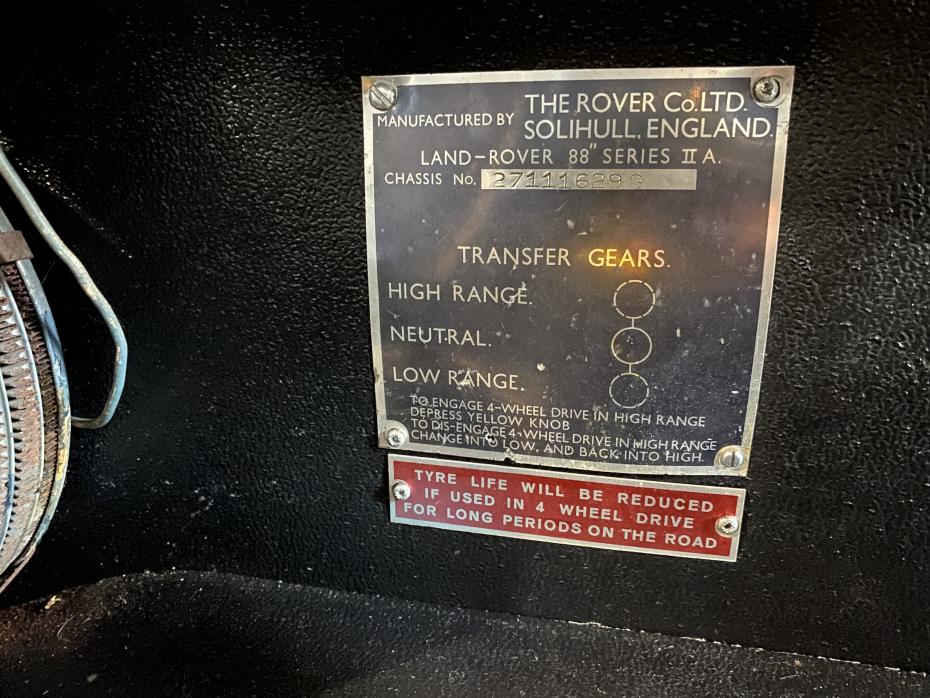 MANUFACTURED BY THE ROVER Co. LTD.
SOLIHULL, ENGLAND.
LAND-ROVER 88" SERIES II A.
CHASSIS No. 27111629G
TRANSFER GEARS.
HIGH RANGE.
NEUTRAL.
LOW RANGE.
TO ENGAGE 4-WHEEL DRIVE IN HIGH RANGE
DEPRESS YELLOW KNOB
TO DIS-ENGAGE 4-WHEEL DRIVE IN HIGH RANGE
CHANGE INTO LOW, AND BACK INTO HIGH.
TYRE LIFE WILL BE REDUCED
IF USED IN 4 WHEEL DRIVE
FOR LONG PERIODS ON THE ROAD